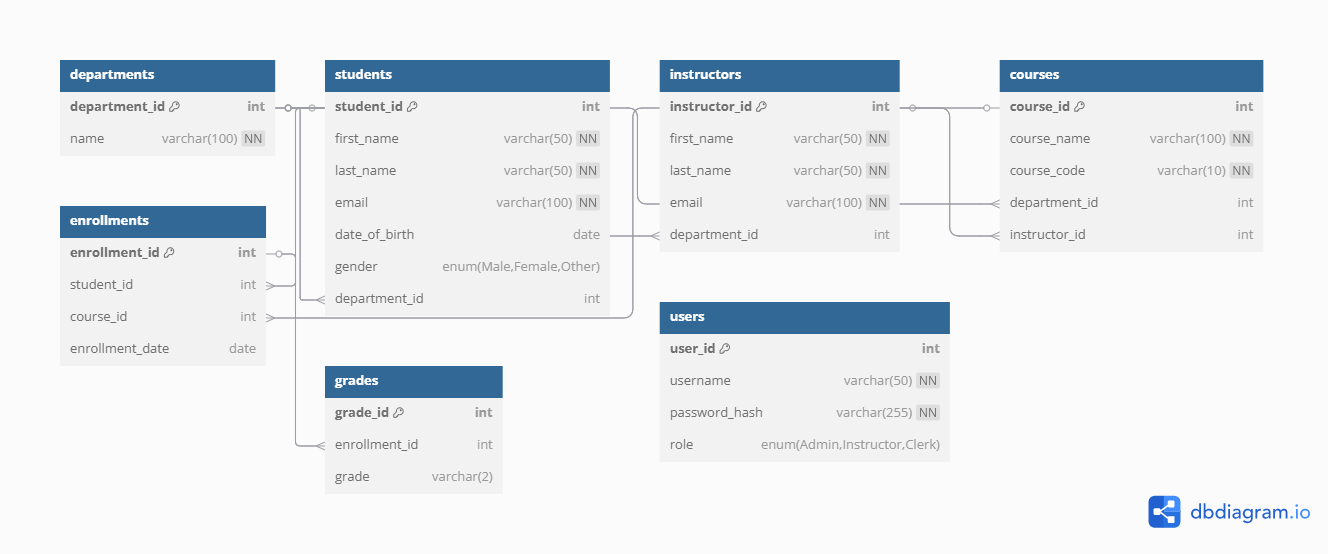 departments
department_id int
name varchar(100) NN
students
student_id int
first_name varchar(50) NN
last_name varchar(50) NN
email varchar(100) NN
date_of_birth date
gender enum(Male,Female,Other)
department_id int
instructors
instructor_id int
first_name varchar(50) NN
last_name varchar(50) NN
email varchar(100) NN
department_id int
courses
course_id int
course_name varchar(100) NN
course_code varchar(10) NN
department_id int
instructor_id int
enrollments
enrollment_id int
student_id int
course_id int
enrollment_date date
grades
grade_id int
enrollment_id int
grade varchar(2)
users
user_id int
username varchar(50) NN
password_hash varchar(255) NN
role enum(Admin,Instructor,Clerk)
dbdiagram.io